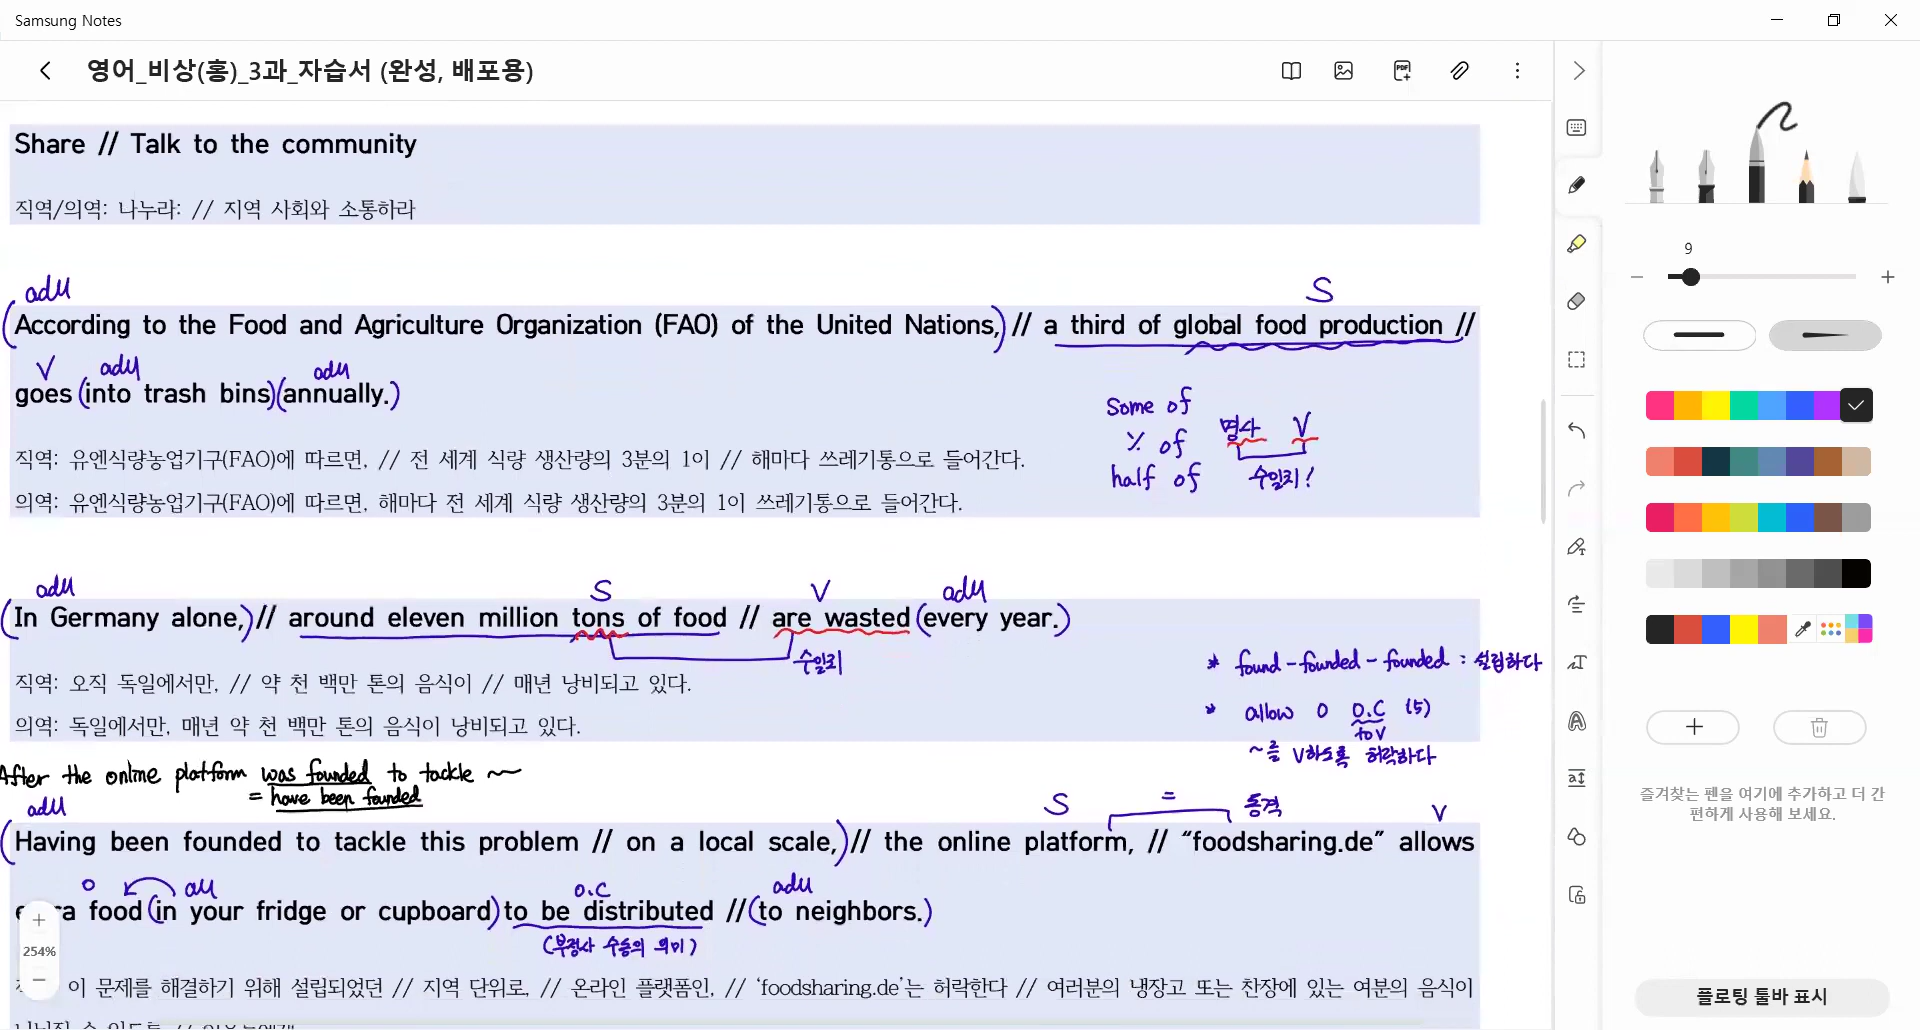 Samsung Notes
영어_비상(홍)_3과_자습서 (완성, 배포용)
Share // Talk to the community
직역/의역: 나누라: // 지역 사회와 소통하라
adv
S
(According to the Food and Agriculture Organization (FAO) of the United Nations,) // a third of global food production //
V adv adv
goes (into trash bins) (annually.)
Some of
% of 명사 V
half of 수일치!
직역: 유엔식량농업기구(FAO)에 따르면, // 전 세계 식량 생산량의 3분의 1이 // 해마다 쓰레기통으로 들어간다.
의역: 유엔식량농업기구(FAO)에 따르면, 해마다 전 세계 식량 생산량의 3분의 1이 쓰레기통으로 들어간다.
adv S V adv
(In Germany alone,) // around eleven million tons of food // are wasted (every year.)
수일치
직역: 오직 독일에서만, // 약 천 백만 톤의 음식이 // 매년 낭비되고 있다.
의역: 독일에서만, 매년 약 천 백만 톤의 음식이 낭비되고 있다.
* found - founded - founded : 설립하다
* allow O O.C (5)
to V
~를 V하도록 허락하다
After the online platform was founded to tackle ~
= have been founded
adv S = 동격 V
(Having been founded to tackle this problem // on a local scale,) // the online platform, // “foodsharing.de” allows
O O.C adv
food (in your fridge or cupboard) to be distributed // (to neighbors.)
(부정사 수동의 의미)
이 문제를 해결하기 위해 설립되었던 // 지역 단위로, // 온라인 플랫폼인, // ‘foodsharing.de’는 허락한다 // 여러분의 냉장고 또는 찬장에 있는 여분의 음식이
254%
9
즐겨찾는 펜을 여기에 추가하고 더 간
편하게 사용해 보세요.
플로팅 툴바 표시